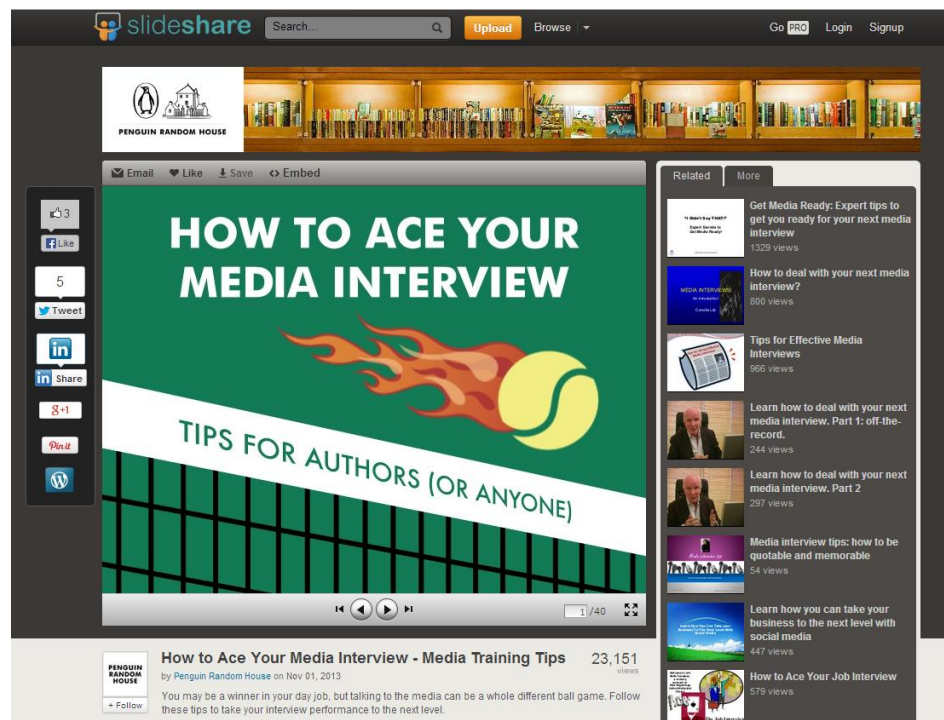 slideshare
Search...
Upload
Browse
Go PRO
Login
Signup
PENGUIN RANDOM HOUSE
Email
Like
Save
Embed
HOW TO ACE YOUR
MEDIA INTERVIEW
TIPS FOR AUTHORS (OR ANYONE)
1 /40
3
Like
5
Tweet
in
in Share
g+1
Pinit
Related
More
Get Media Ready: Expert tips to
get you ready for your next media
interview
1329 views
MEDIA INTERVIEWS
How to deal with your next media
interview?
800 views
Tips for Effective Media
Interviews
966 views
Learn how to deal with your next
media interview. Part 1: off-the-
record.
244 views
Learn how to deal with your next
media interview. Part 2
297 views
Media interview tips: how to be
quotable and memorable
54 views
Learn how you can take your
business to the next level with
social media
447 views
How to Ace Your Job Interview
579 views
PENGUIN
RANDOM
HOUSE
+ Follow
How to Ace Your Media Interview - Media Training Tips
23,151
views
by Penguin Random House on Nov 01, 2013
You may be a winner in your day job, but talking to the media can be a whole different ball game. Follow
these tips to take your interview performance to the next level.